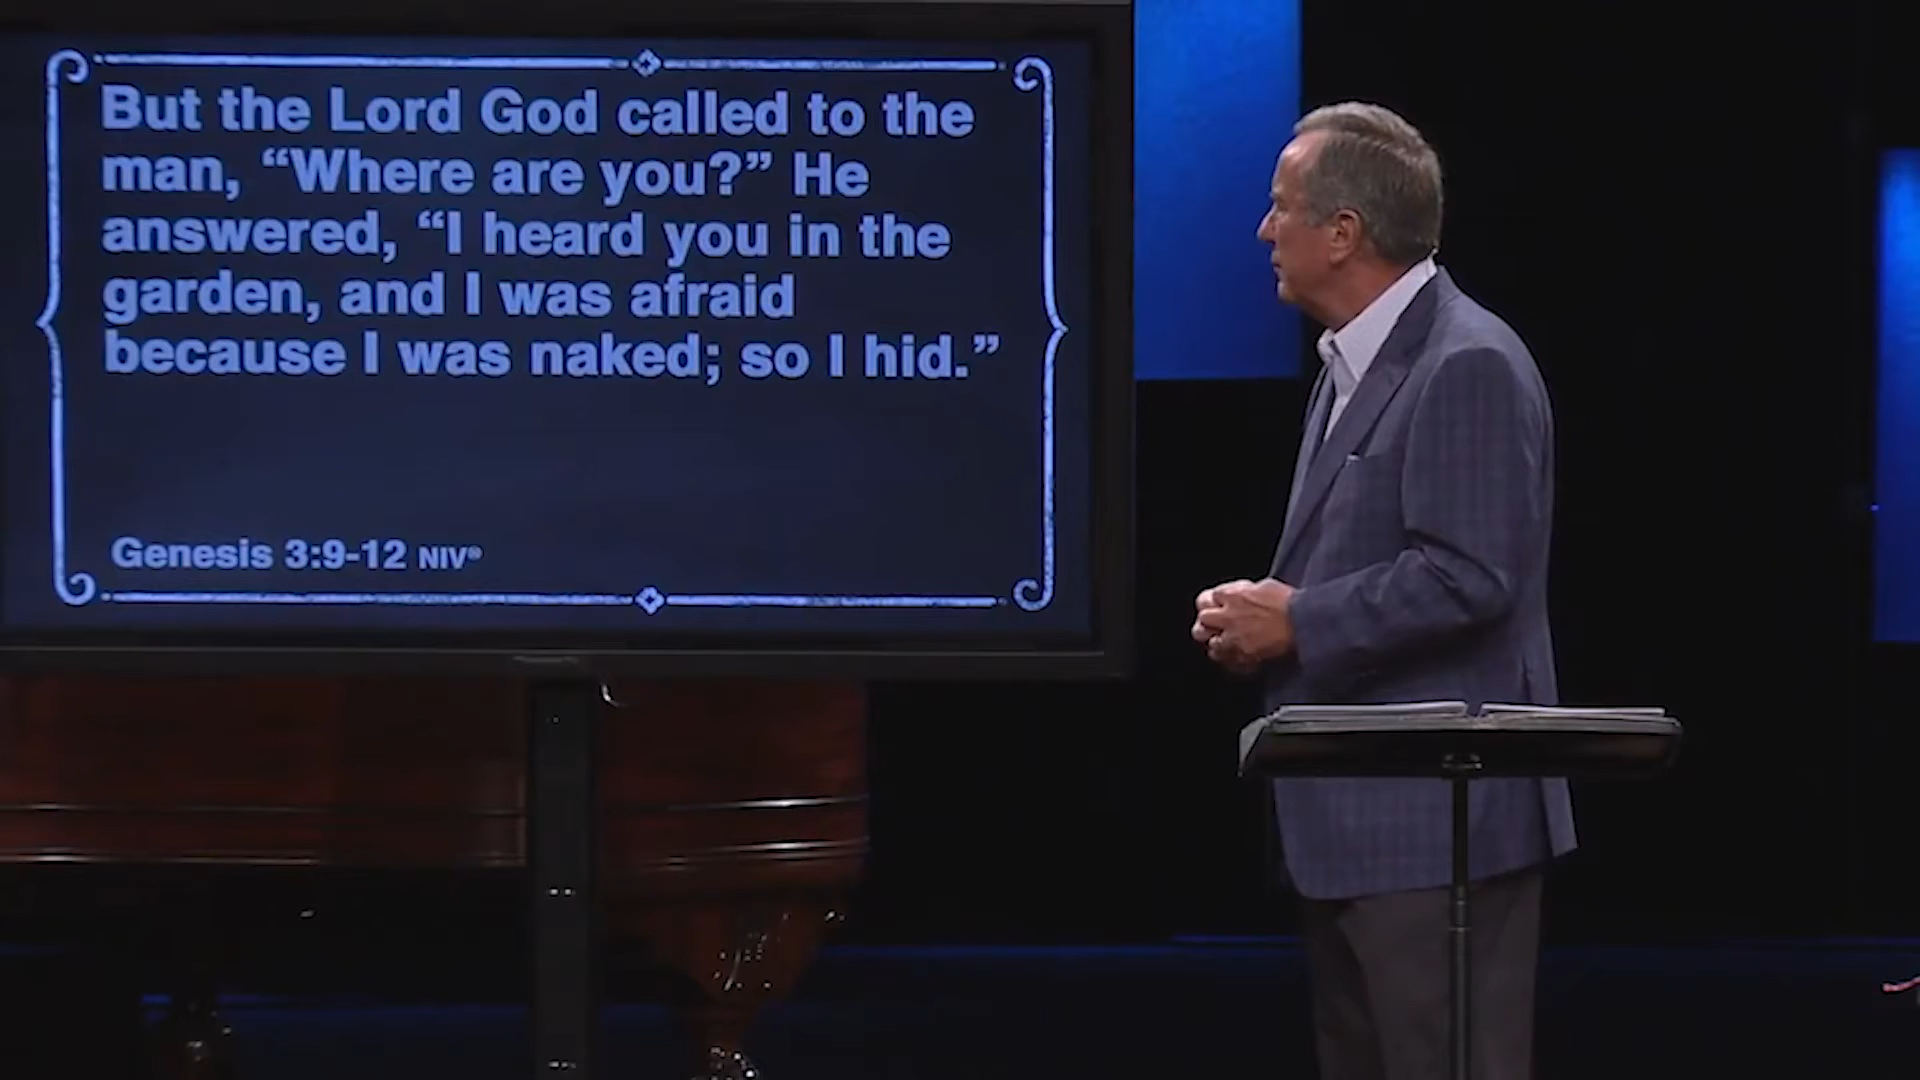 But the Lord God called to the
man, “Where are you?” He
answered, “I heard you in the
garden, and I was afraid
because I was naked; so I hid.”
Genesis 3:9-12 NIV®